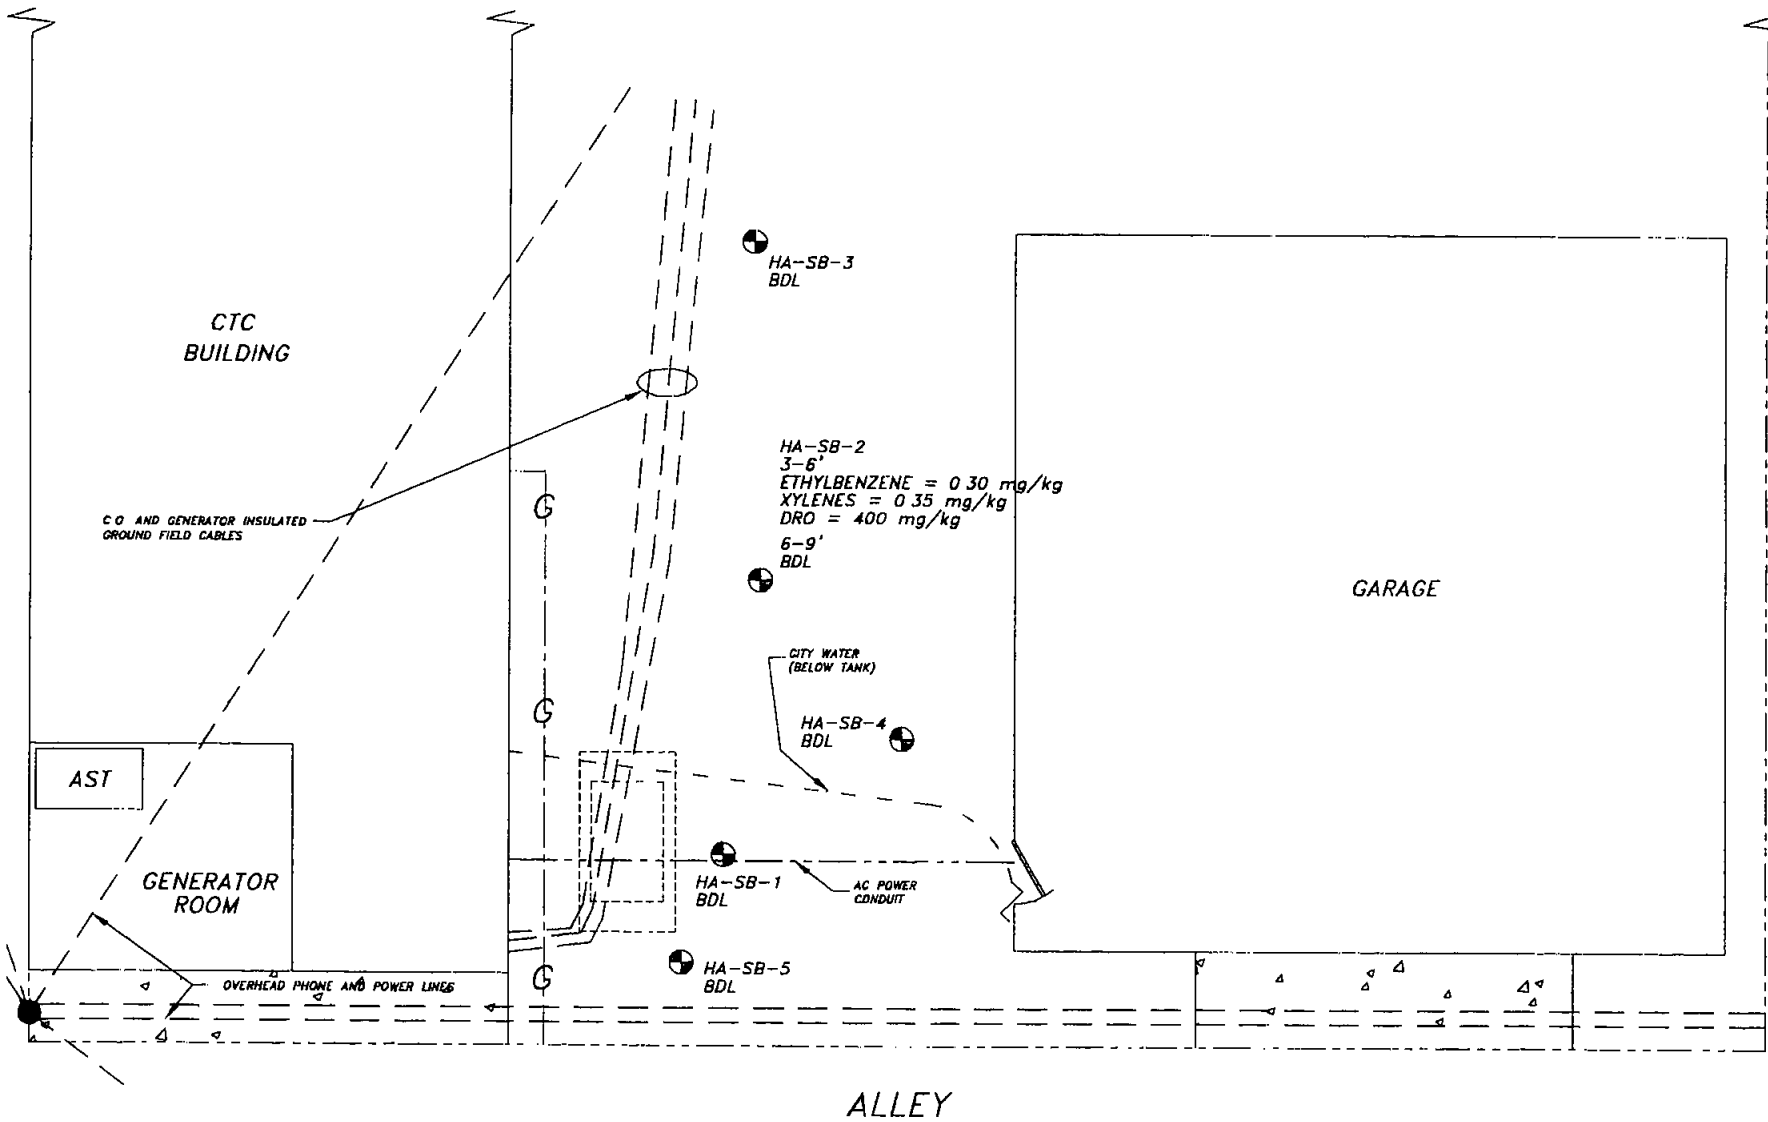 HA-SB-3
BDL
CTC
BUILDING
HA-SB-2
3-6'
ETHYLBENZENE = 0 30 mg/kg
XYLENES = 0 35 mg/kg
DRO = 400 mg/kg
6-9'
BDL
G
C O AND GENERATOR INSULATED
GROUND FIELD CABLES
GARAGE
CITY WATER
(BELOW TANK)
G
HA-SB-4
BDL
AST
GENERATOR
ROOM
HA-SB-1
BDL
AC POWER
CONDUIT
HA-SB-5
BDL
G
OVERHEAD PHONE AND POWER LINES
ALLEY